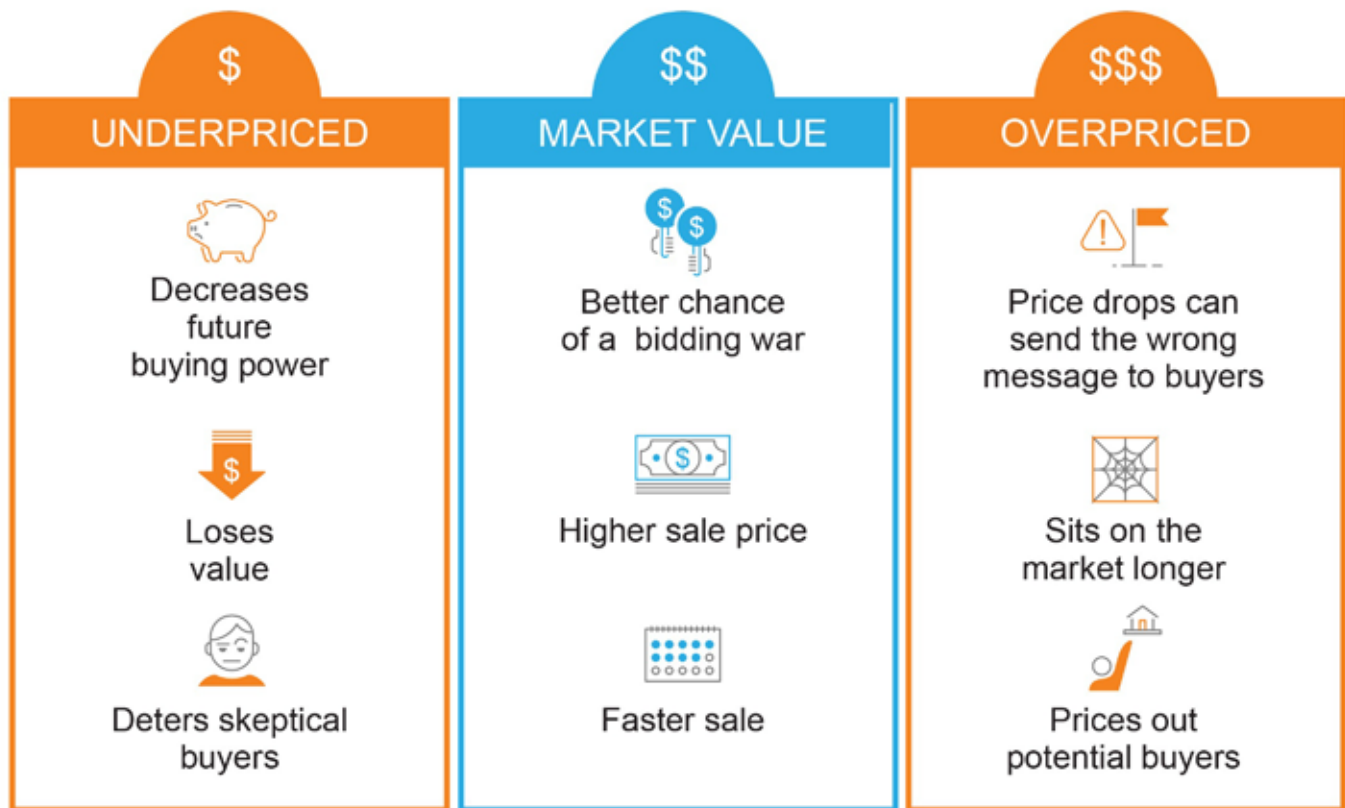 $
UNDERPRICED
Decreases
future
buying power
$
Loses
value
Deters skeptical
buyers
$$
MARKET VALUE
$
$
Better chance
of a bidding war
$
Higher sale price
Faster sale
$$$
OVERPRICED
!
Price drops can
send the wrong
message to buyers
Sits on the
market longer
Prices out
potential buyers